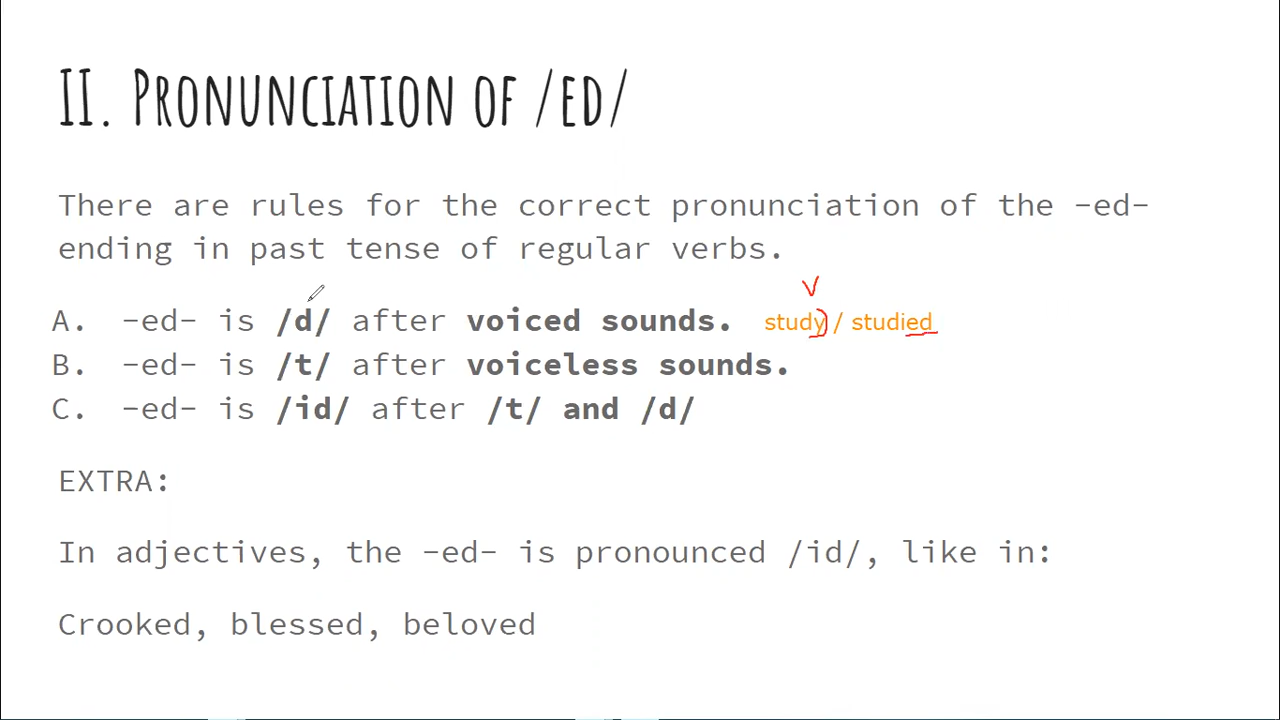 II. PRONUNCIATION OF /ED/
There are rules for the correct pronunciation of the -ed-
ending in past tense of regular verbs.
V
A. -ed- is /d/ after voiced sounds. study / studied
B. -ed- is /t/ after voiceless sounds.
C. -ed- is /id/ after /t/ and /d/
EXTRA:
In adjectives, the -ed- is pronounced /id/, like in:
Crooked, blessed, beloved